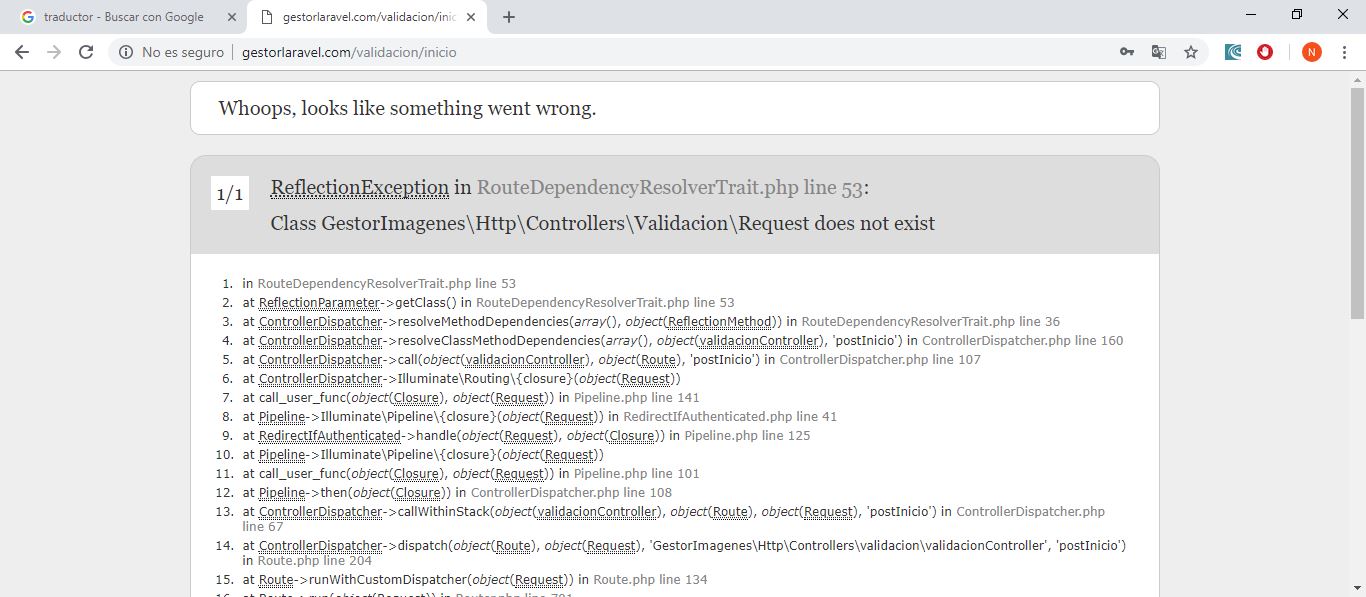 traductor - Buscar con Google
gestorlaravel.com/validacion/inic
No es seguro
gestorlaravel.com/validacion/inicio
N
Whoops, looks like something went wrong.
1/1
ReflectionException in RouteDependencyResolverTrait.php line 53:
Class GestorImagenes\Http\Controllers\Validacion\Request does not exist
1. in RouteDependencyResolverTrait.php line 53
2. at ReflectionParameter->getClass() in RouteDependencyResolverTrait.php line 53
3. at ControllerDispatcher->resolveMethodDependencies(array(), object(ReflectionMethod)) in RouteDependencyResolverTrait.php line 36
4. at ControllerDispatcher->resolveClassMethodDependencies(array(), object(validacionController), 'postInicio') in ControllerDispatcher.php line 160
5. at ControllerDispatcher->call(object(validacionController), object(Route), 'postInicio') in ControllerDispatcher.php line 107
6. at ControllerDispatcher->Illuminate\Routing\{closure}(object(Request))
7. at call_user_func(object(Closure), object(Request)) in Pipeline.php line 141
8. at Pipeline->Illuminate\Pipeline\{closure}(object(Request)) in RedirectIfAuthenticated.php line 41
9. at RedirectIfAuthenticated->handle(object(Request), object(Closure)) in Pipeline.php line 125
10. at Pipeline->Illuminate\Pipeline\{closure}(object(Request))
11. at call_user_func(object(Closure), object(Request)) in Pipeline.php line 101
12. at Pipeline->then(object(Closure)) in ControllerDispatcher.php line 108
13. at ControllerDispatcher->callWithinStack(object(validacionController), object(Route), object(Request), 'postInicio') in ControllerDispatcher.php
line 67
14. at ControllerDispatcher->dispatch(object(Route), object(Request), 'GestorImagenes\Http\Controllers\validacion\validacionController', 'postInicio')
in Route.php line 204
15. at Route->runWithCustomDispatcher(object(Request)) in Route.php line 134